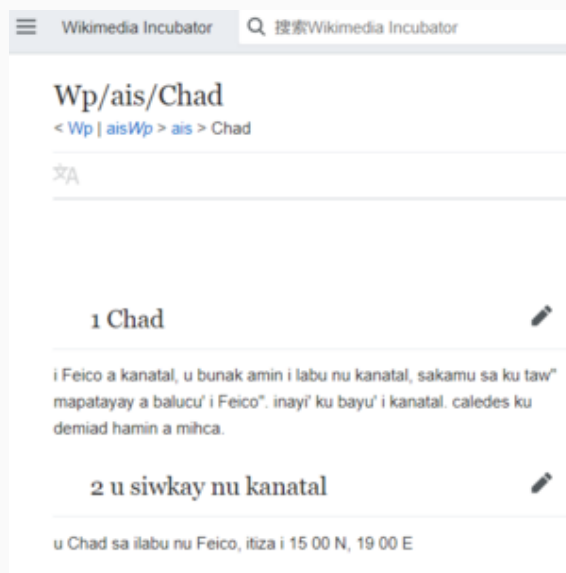 Wikimedia Incubator
搜索Wikimedia Incubator
Wp/ais/Chad
< Wp | aisWp > ais > Chad
1 Chad
i Feico a kanatal, u bunak amin i labu nu kanatal, sakamu sa ku taw"
mapatayay a balucu' i Feico". inayi' ku bayu' i kanatal. caledes ku
demiad hamin a mihca.
2 u siwkay nu kanatal
u Chad sa ilabu nu Feico, itiza i 15 00 N, 19 00 E